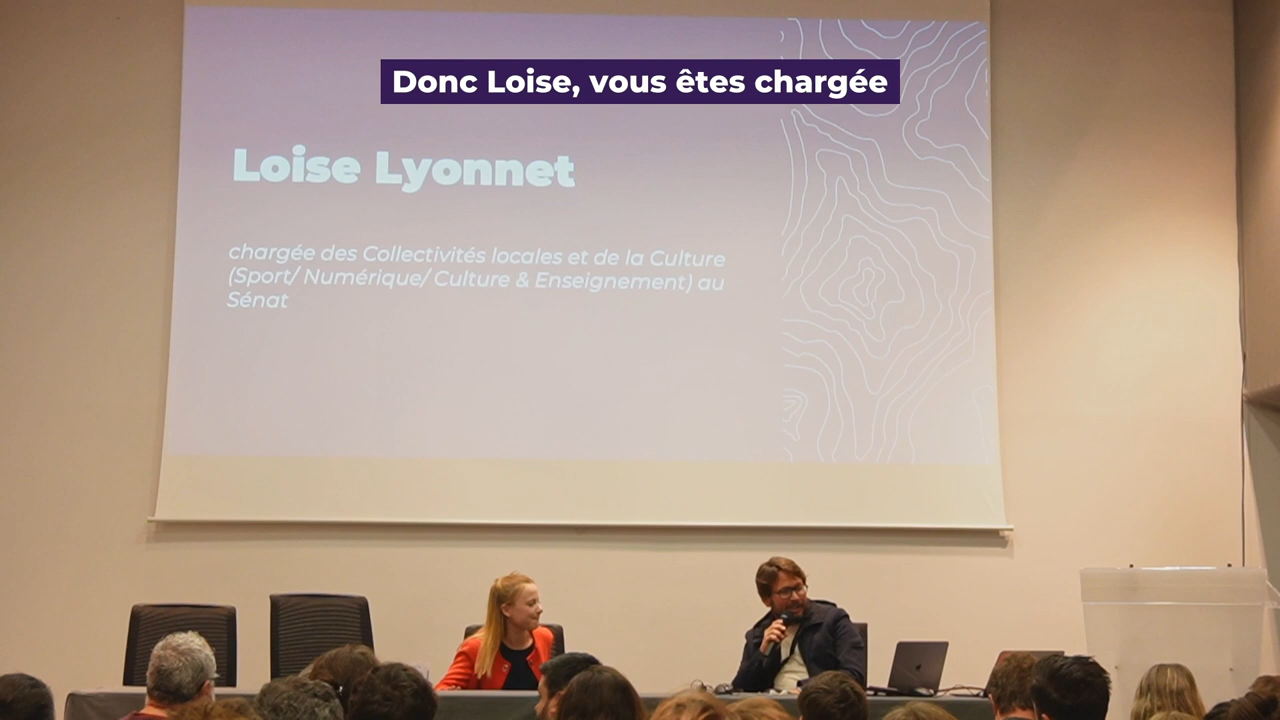 Donc Loise, vous êtes chargée
Loise Lyonnet
chargée des Collectivités locales et de la Culture
(Sport/ Numérique/ Culture & Enseignement) au
Sénat